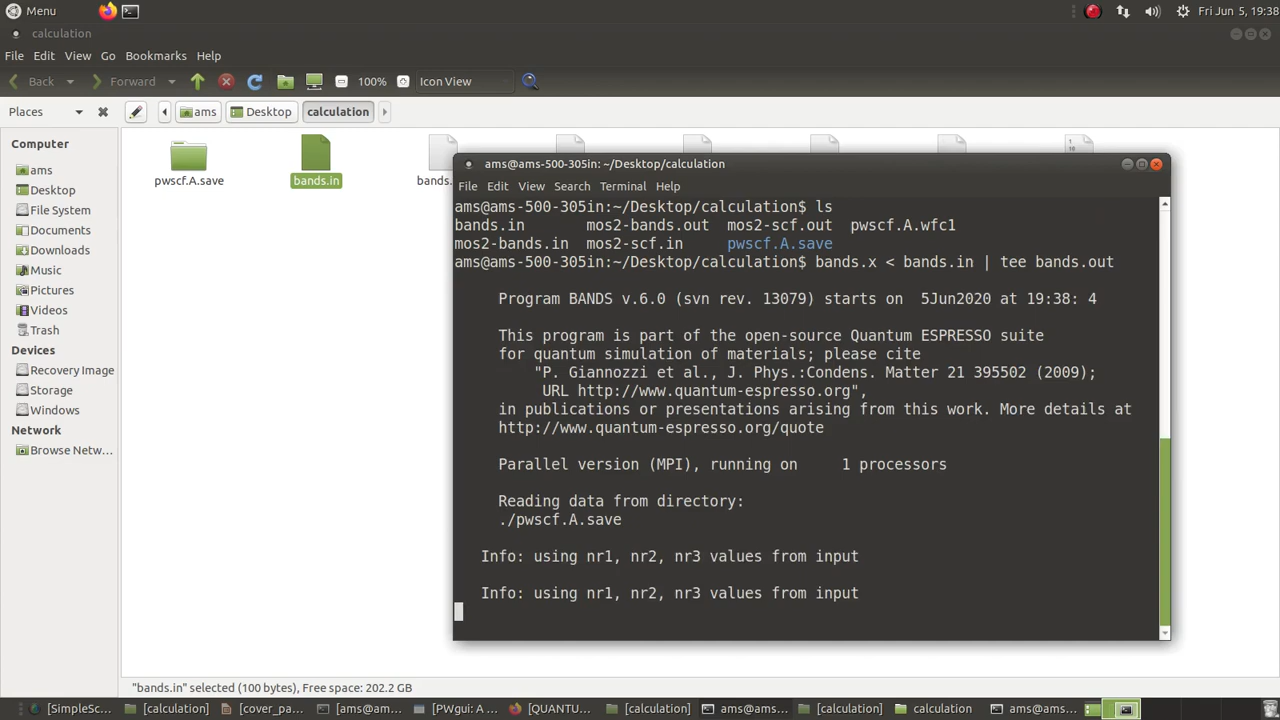 Menu
Fri Jun 5, 19:38
calculation
File Edit View Go Bookmarks Help
Back Forward 100% Icon View
Places
ams Desktop calculation
Computer
ams
Desktop
File System
Documents
Downloads
Music
Pictures
Videos
Trash
Devices
Recovery Image
Storage
Windows
Network
Browse Netw...
pwscf.A.save
bands.in
bands.
ams@ams-500-305in: ~/Desktop/calculation
File Edit View Search Terminal Help
ams@ams-500-305in:~/Desktop/calculation$ ls
bands.in mos2-bands.out mos2-scf.out pwscf.A.wfc1
mos2-bands.in mos2-scf.in pwscf.A.save
ams@ams-500-305in:~/Desktop/calculation$ bands.x < bands.in | tee bands.out
Program BANDS v.6.0 (svn rev. 13079) starts on 5Jun2020 at 19:38: 4
This program is part of the open-source Quantum ESPRESSO suite
for quantum simulation of materials; please cite
"P. Giannozzi et al., J. Phys.:Condens. Matter 21 395502 (2009);
URL http://www.quantum-espresso.org",
in publications or presentations arising from this work. More details at
http://www.quantum-espresso.org/quote
Parallel version (MPI), running on 1 processors
Reading data from directory:
./pwscf.A.save
Info: using nr1, nr2, nr3 values from input
Info: using nr1, nr2, nr3 values from input
"bands.in" selected (100 bytes), Free space: 202.2 GB
[SimpleSc... [calculation] [cover_pa... [ams@ams... [PWgui: A ... [QUANTU... [calculation] ams@ams... [calculation] calculation ams@ams...